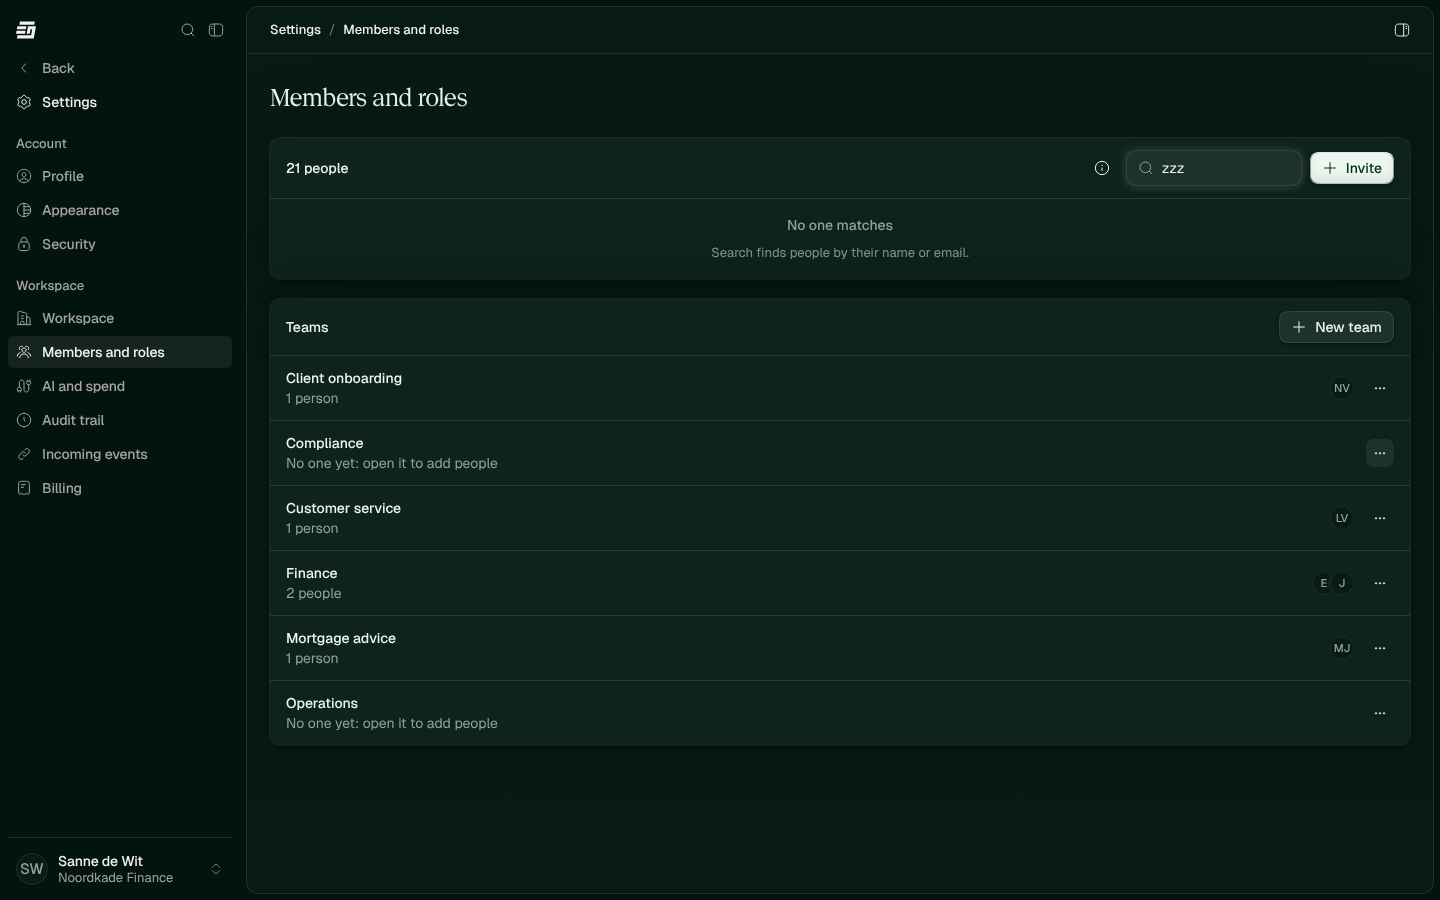 Settings / Members and roles
Back
Settings
Account
Profile
Appearance
Security
Workspace
Workspace
Members and roles
AI and spend
Audit trail
Incoming events
Billing
SW
Sanne de Wit
Noordkade Finance
Members and roles
21 people
zzz
Invite
No one matches
Search finds people by their name or email.
Teams
New team
Client onboarding
1 person
NV
Compliance
No one yet: open it to add people
Customer service
1 person
LV
Finance
2 people
E J
Mortgage advice
1 person
MJ
Operations
No one yet: open it to add people